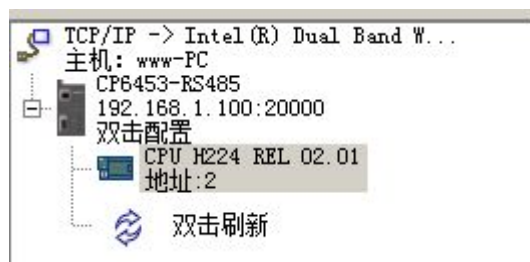 TCP/IP -> Intel(R) Dual Band W...
主机: www-PC
CP6453-RS485
192.168.1.100:20000
双击配置
CPU H224 REL 02.01
地址:2
双击刷新